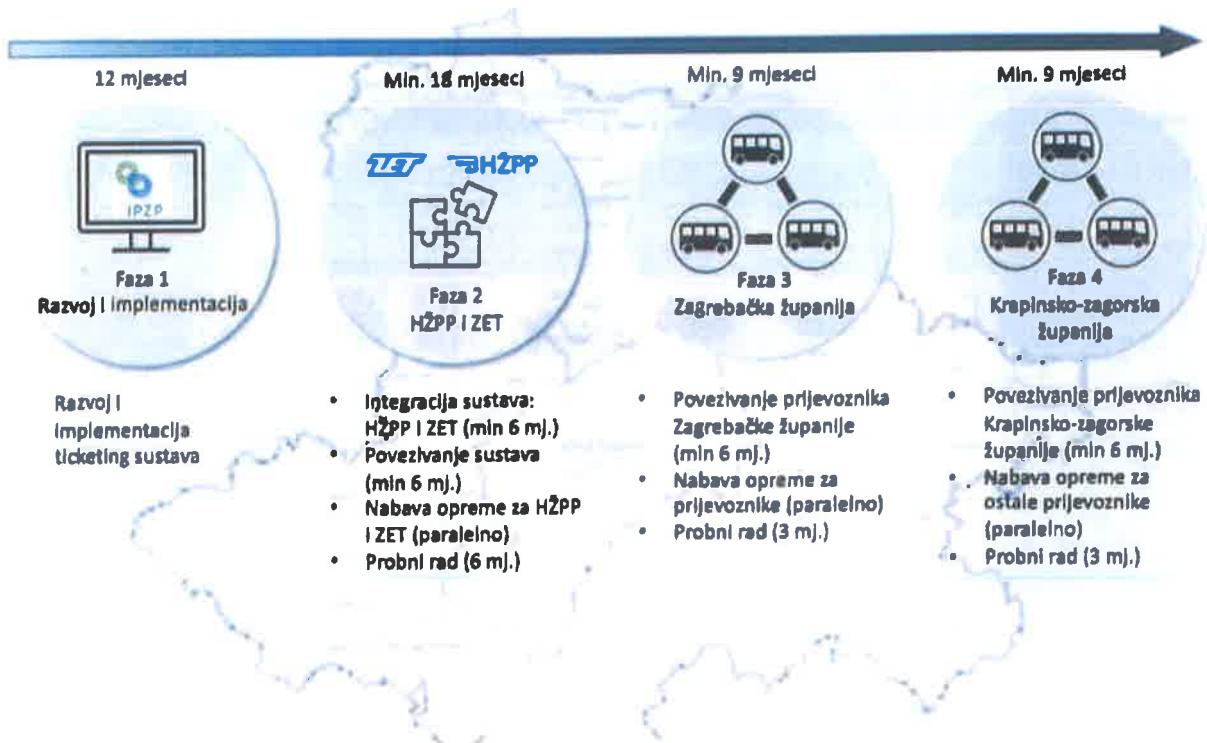 12 mjeseci
Min. 18 mjeseci
Min. 9 mjeseci
Min. 9 mjeseci
IPZP
Faza 1
Razvoj i implementacija
ZET HŽPP
Faza 2
HŽPP i ZET
Faza 3
Zagrebačka županija
Faza 4
Krapinsko-zagorska
županija
Razvoj i
implementacija
ticketing sustava
• Integracija sustava:
HŽPP i ZET (min 6 mj.)
• Povezivanje sustava
(min 6 mj.)
• Nabava opreme za HŽPP
i ZET (paralelno)
• Probni rad (6 mj.)
• Povezivanje prijevoznika
Zagrebačke županije
(min 6 mj.)
• Nabava opreme za
prijevoznike (paralelno)
• Probni rad (3 mj.)
• Povezivanje prijevoznika
Krapinsko-zagorske
županije (min 6 mj.)
• Nabava opreme za
ostale prijevoznike
(paralelno)
• Probni rad (3 mj.)